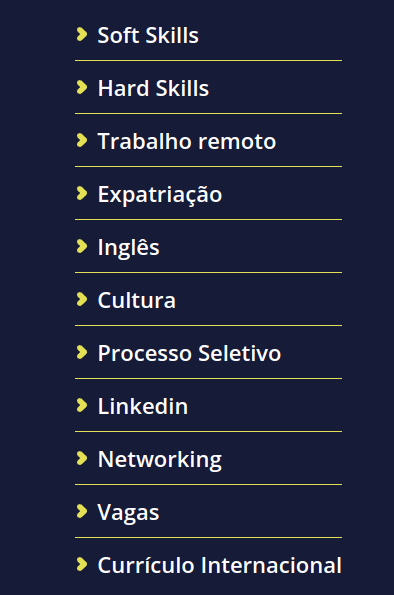 Soft Skills
Hard Skills
Trabalho remoto
Expatriação
Inglês
Cultura
Processo Seletivo
Linkedin
Networking
Vagas
Currículo Internacional